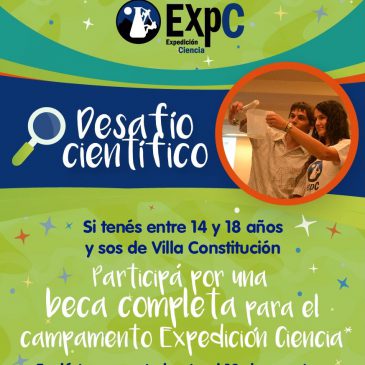 ExpC
Expedición
Ciencia
Desafío
científico
ExpC
Si tenés entre 14 y 18 años
y sos de Villa Constitución
Participá por una
beca completa para el
campamento Expedición Ciencia*